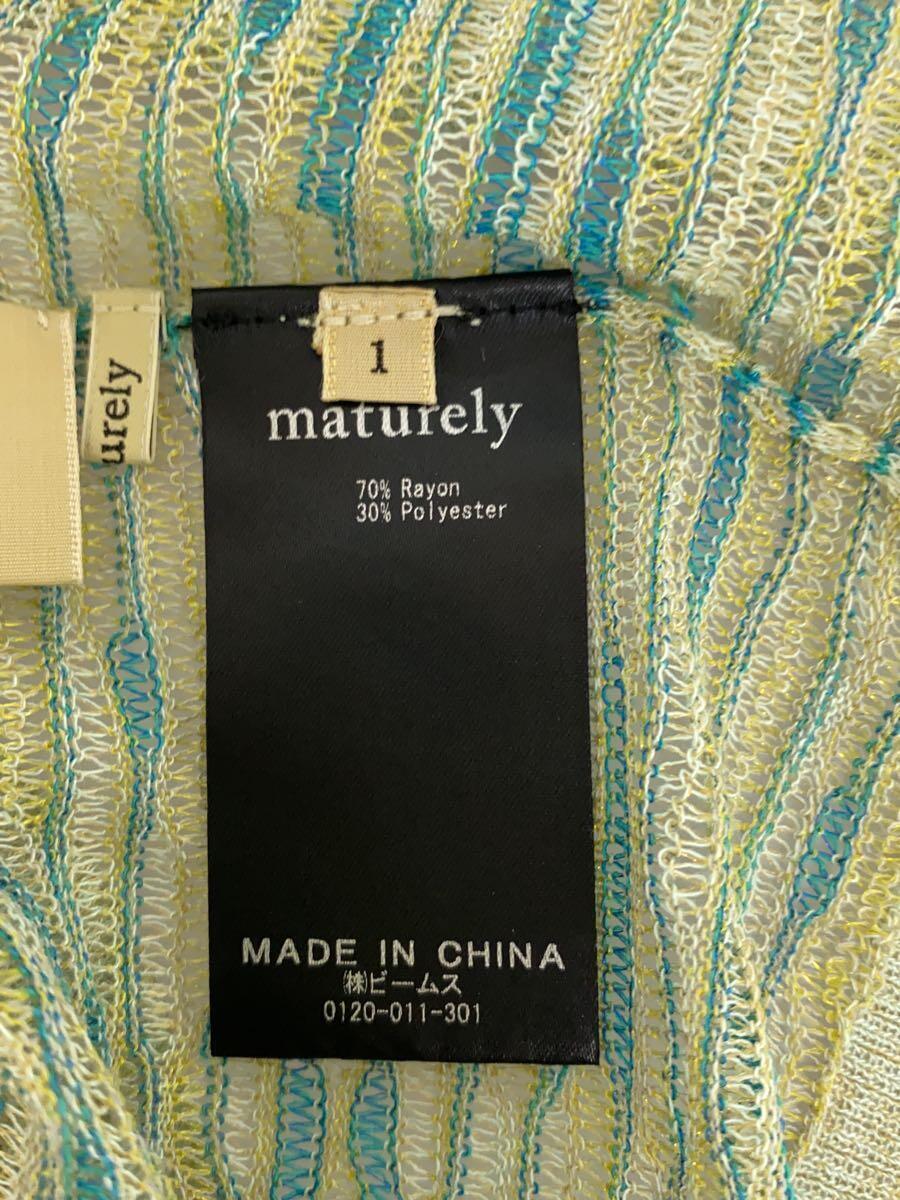 urely
1
maturely
70% Rayon
30% Polyester
MADE IN CHINA
㈱ビームス
0120-011-301